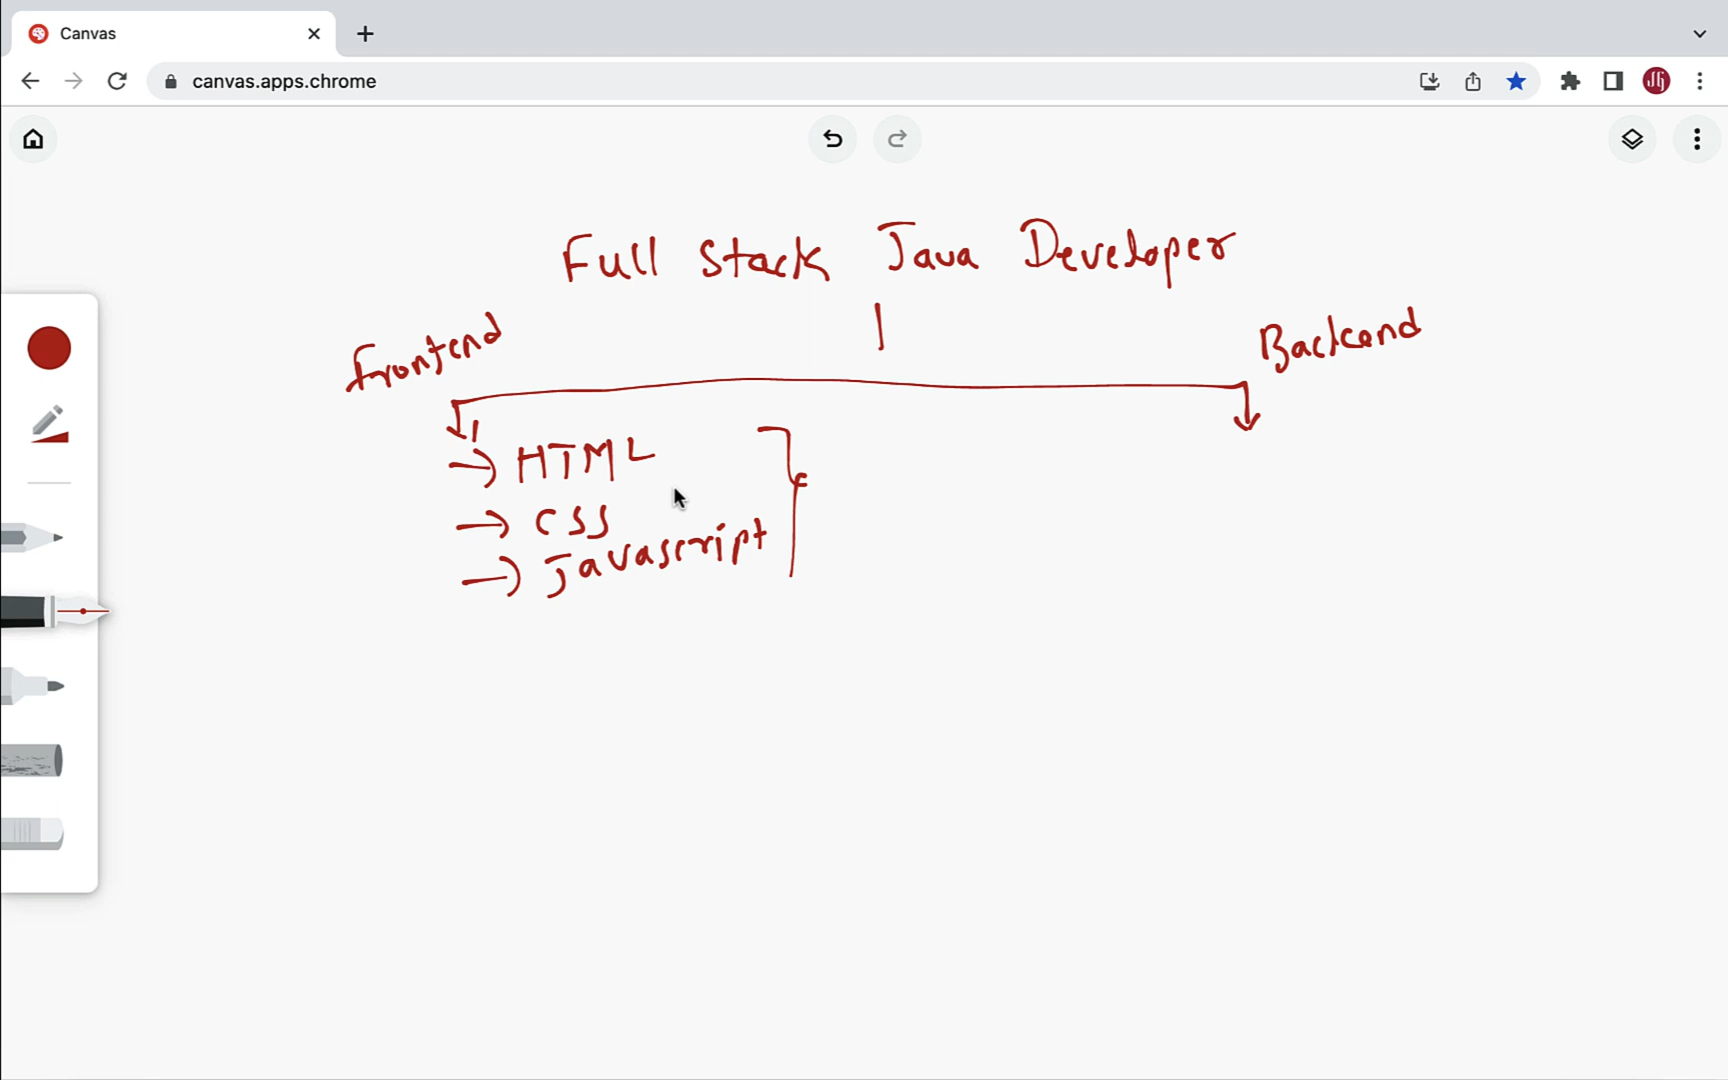 Canvas
canvas.apps.chrome
Full Stack Java Developer
Frontend
Backend
→ HTML
→ CSS
→ Javascript